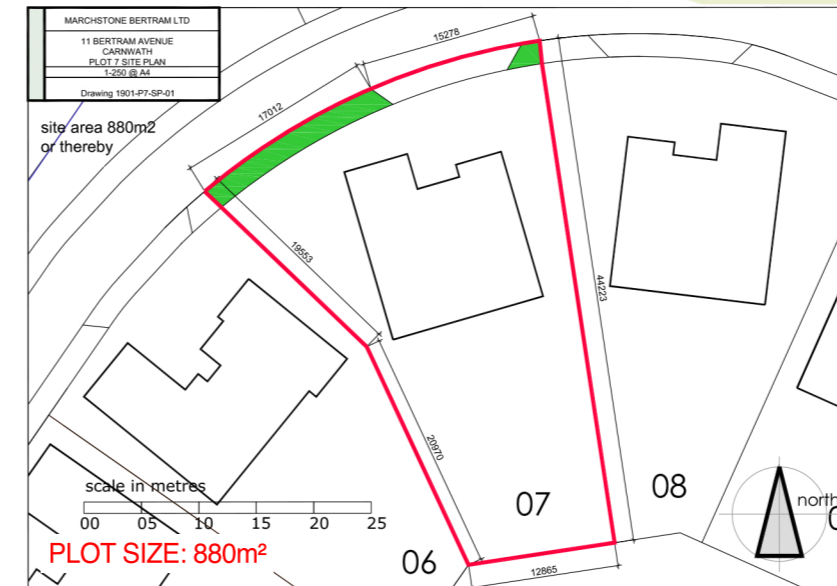 MARCHSTONE BERTRAM LTD
11 BERTRAM AVENUE
CARNWATH
PLOT 7 SITE PLAN
1-250 @ A4
Drawing 1901-P7-SP-01
site area 880m2
or thereby
15278
17012
19553
44223
20970
12865
scale in metres
00 05 10 15 20 25
PLOT SIZE: 880m²
06
07
08
north